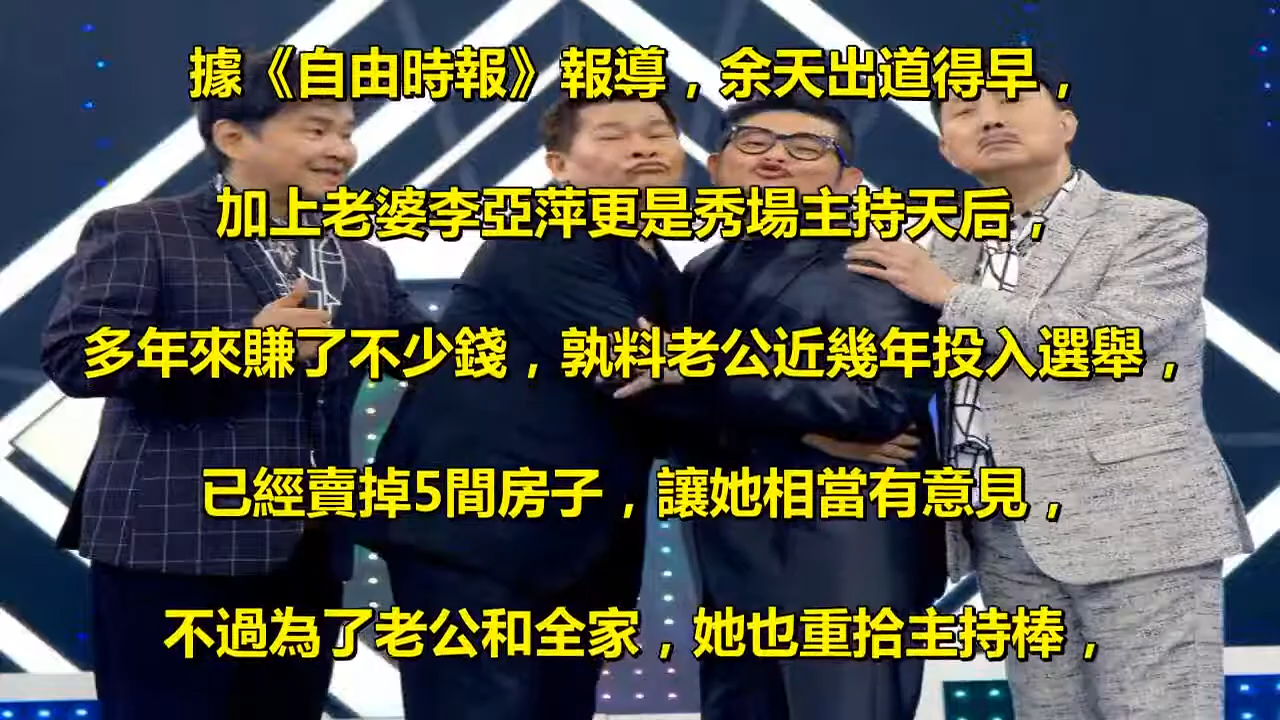 據《自由時報》報導，余天出道得早，
加上老婆李亞萍更是秀場主持天后，
多年來賺了不少錢，孰料老公近幾年投入選舉，
已經賣掉5間房子，讓她相當有意見，
不過為了老公和全家，她也重拾主持棒，